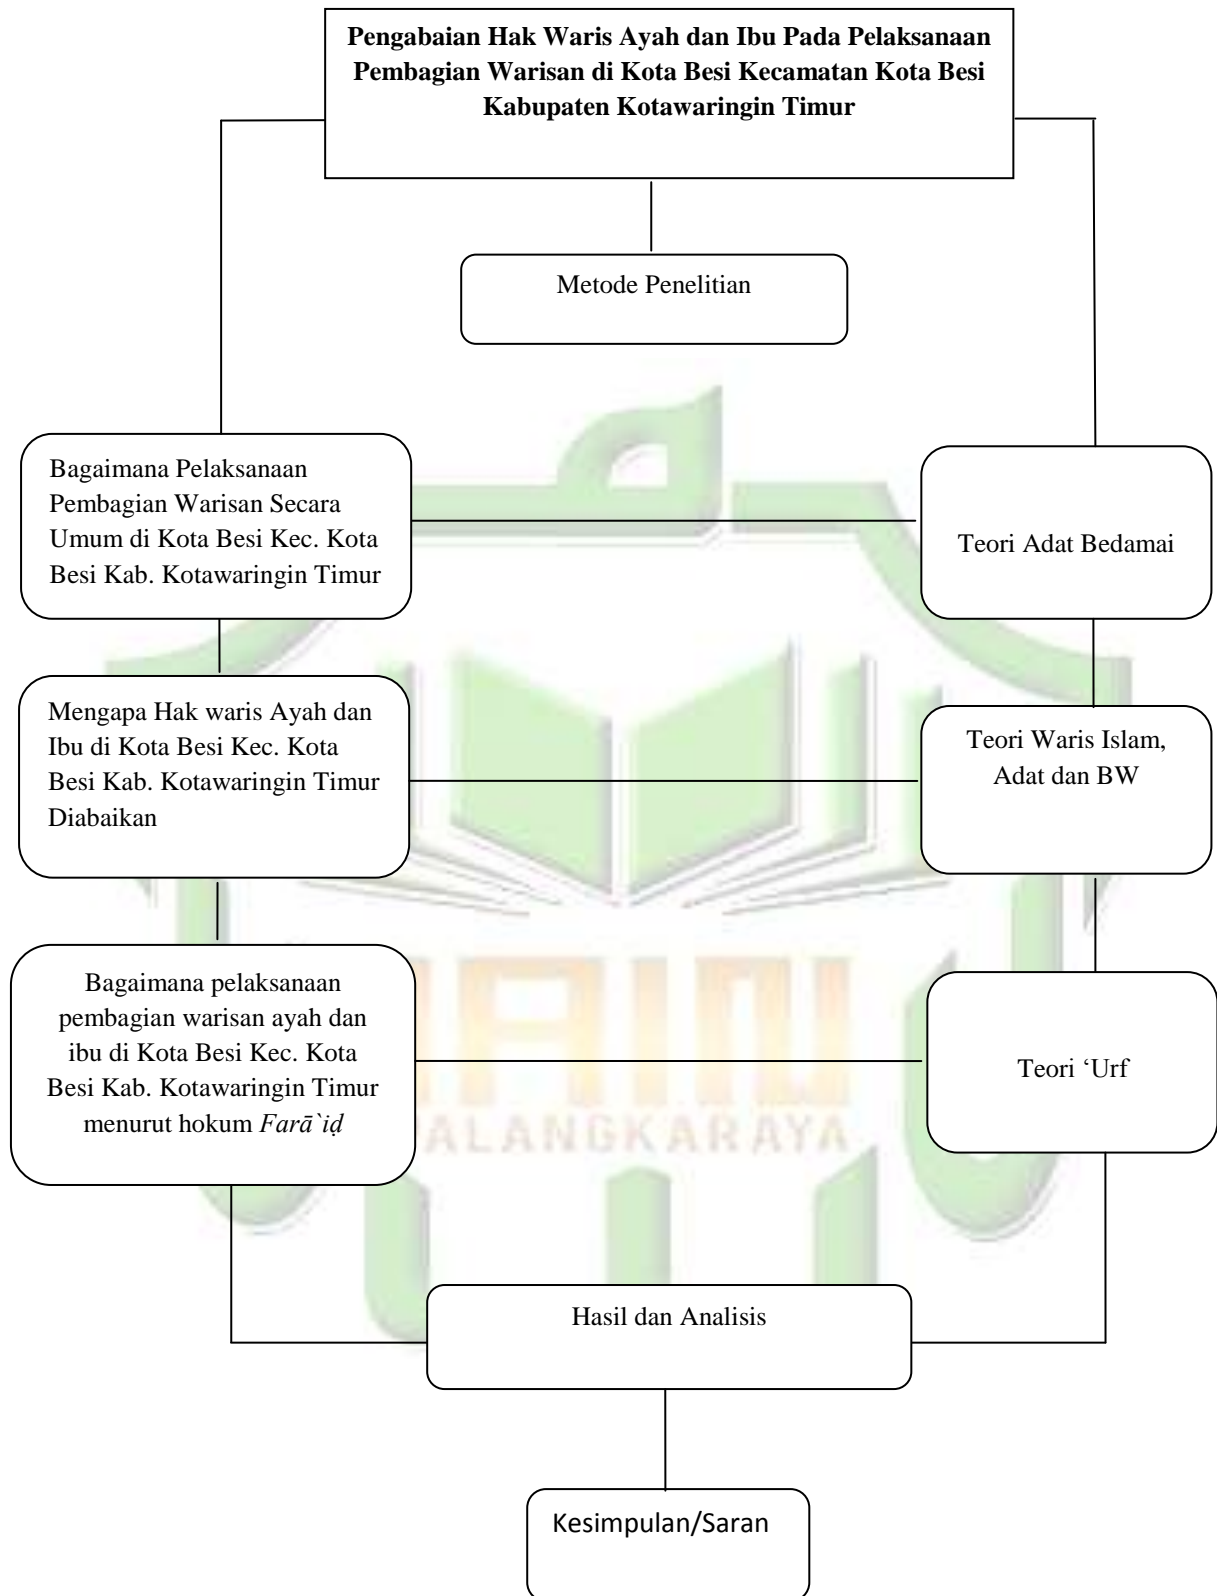 Pengabaian Hak Waris Ayah dan Ibu Pada Pelaksanaan
Pembagian Warisan di Kota Besi Kecamatan Kota Besi
Kabupaten Kotawaringin Timur
Metode Penelitian
Bagaimana Pelaksanaan
Pembagian Warisan Secara
Umum di Kota Besi Kec. Kota
Besi Kab. Kotawaringin Timur
Teori Adat Bedamai
Mengapa Hak waris Ayah dan
Ibu di Kota Besi Kec. Kota
Besi Kab. Kotawaringin Timur
Diabaikan
Teori Waris Islam,
Adat dan BW
Bagaimana pelaksanaan
pembagian warisan ayah dan
ibu di Kota Besi Kec. Kota
Besi Kab. Kotawaringin Timur
menurut hokum Farā`iḍ
Teori ‘Urf
IAIN
PALANGKARAYA
Hasil dan Analisis
Kesimpulan/Saran